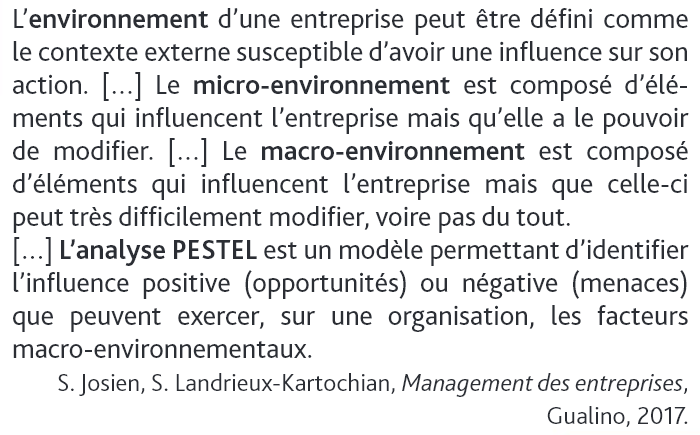 L’environnement d’une entreprise peut être défini comme
le contexte externe susceptible d’avoir une influence sur son
action. […] Le micro-environnement est composé d’élé-
ments qui influencent l’entreprise mais qu’elle a le pouvoir
de modifier. […] Le macro-environnement est composé
d’éléments qui influencent l’entreprise mais que celle-ci
peut très difficilement modifier, voire pas du tout.
[…] L’analyse PESTEL est un modèle permettant d’identifier
l’influence positive (opportunités) ou négative (menaces)
que peuvent exercer, sur une organisation, les facteurs
macro-environnementaux.
S. Josien, S. Landrieux-Kartochian, Management des entreprises,
Gualino, 2017.